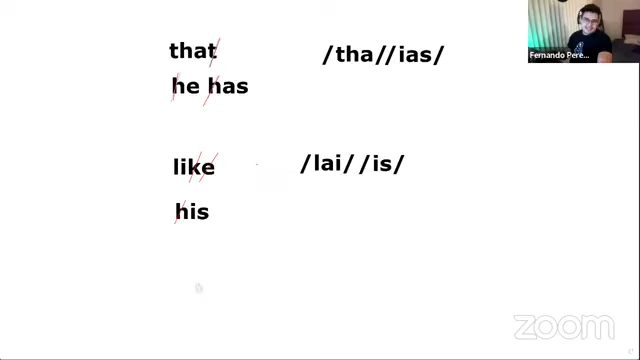 that /tha//ias/
he has
like /lai//is/
his
Fernando Pere...
zoom